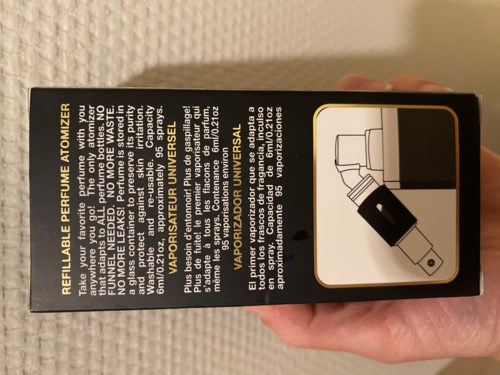 REFILLABLE PERFUME ATOMIZER
Take your favorite perfume with you
anywhere you go! The only atomizer
that adapts to ALL perfume bottles. NO
FUNNEL NEEDED. NO MORE WASTE.
NO MORE LEAKS! Perfume is stored in
a glass container to preserve its purity
and protect against skin irritation.
Washable and re-usable. Capacity
6ml/0.21oz, approximately 95 sprays.
VAPORISATEUR UNIVERSEL
Plus besoin d'entonnoir! Plus de gaspillage!
Plus de fuite! le premier vaporisateur qui
s'adapte à tous les flacons de parfum,
même les sprays. Contenance 6ml/0.21oz
95 vaporisations environ
VAPORIZADOR UNIVERSAL
El primer vaporizador que se adapta a
todos los frascos de fragancia, incluso
en spray. Capacidad de 6ml/0.21oz
aproximadamente 95 vaporizaciones